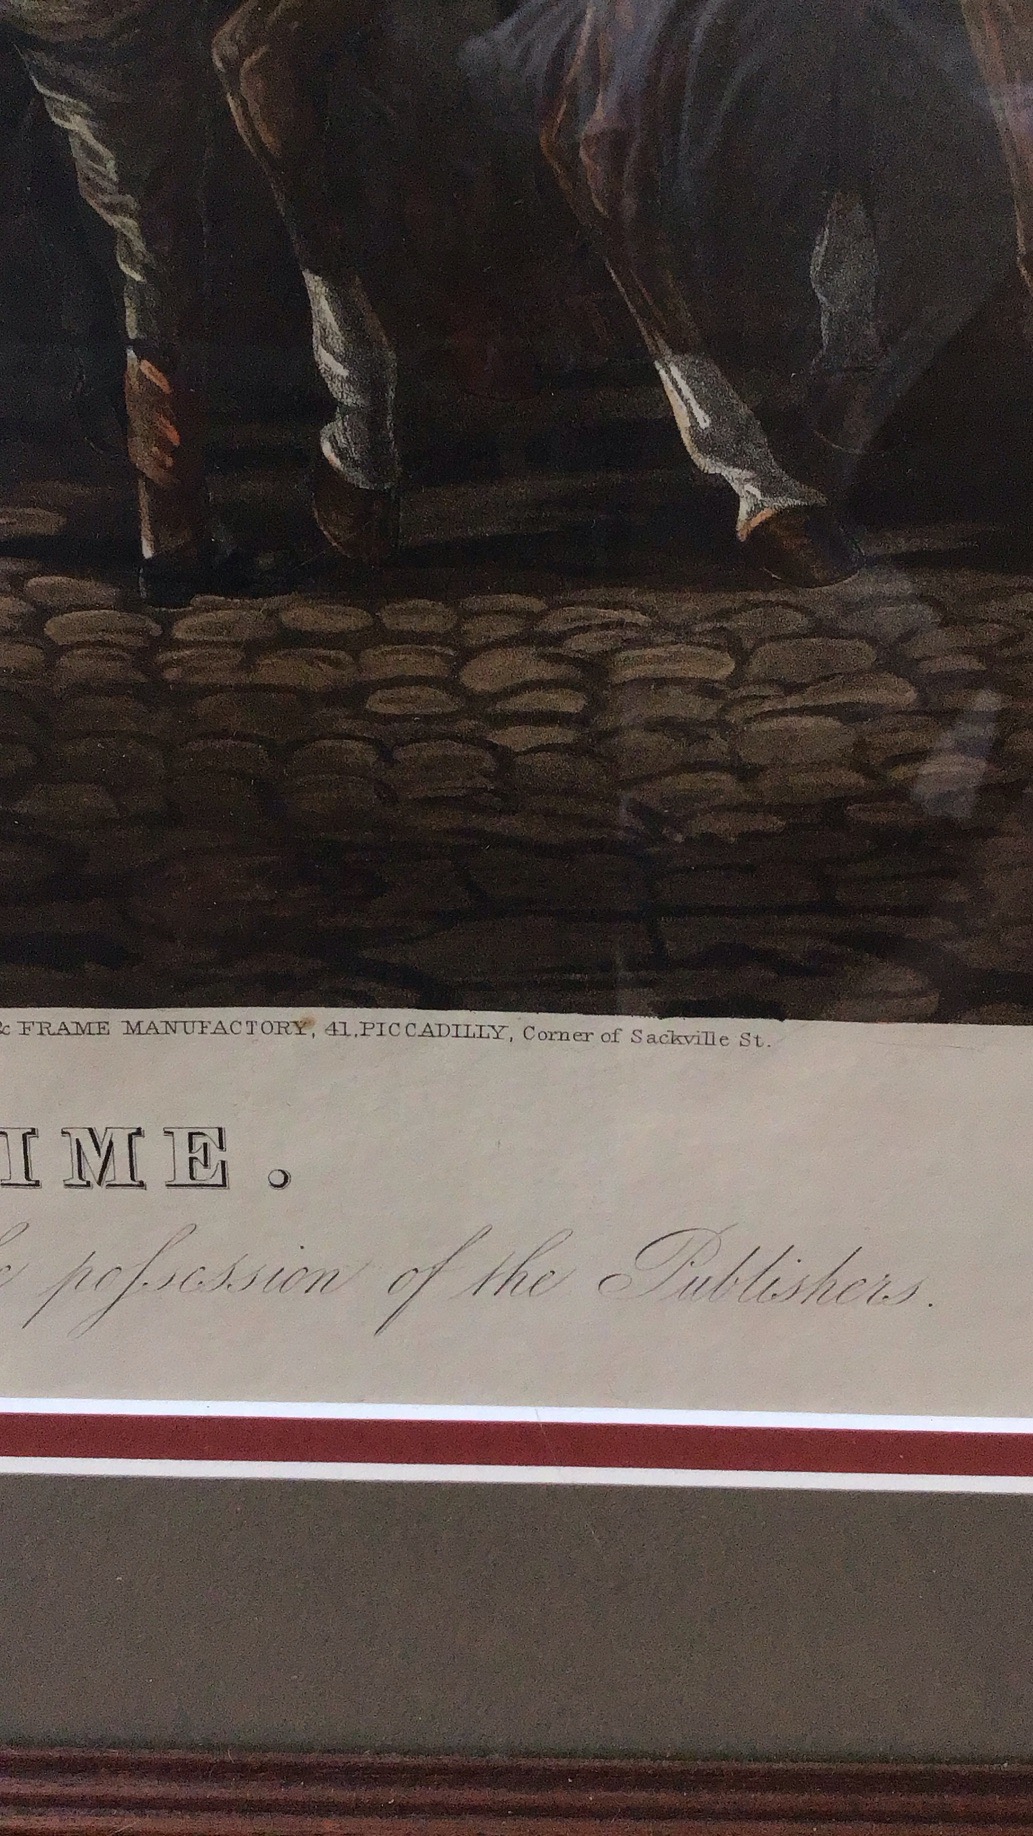 & FRAME MANUFACTORY, 41, PICCADILLY, Corner of Sackville St.
IME.
e poſsession of the Publishers.